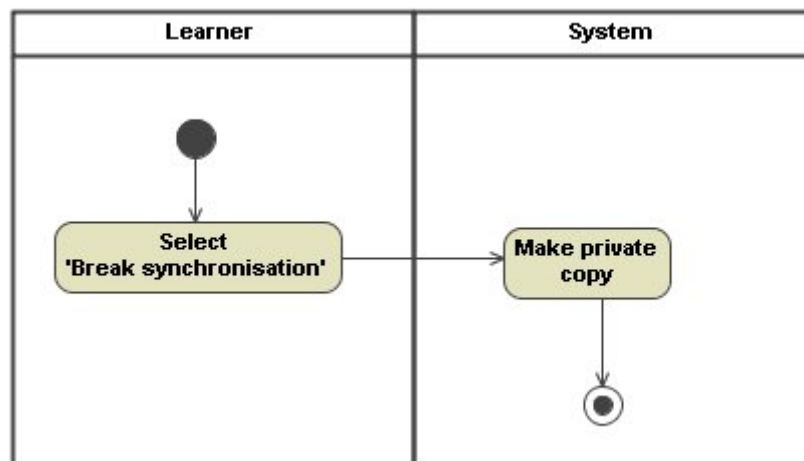 Learner
System
Select
'Break synchronisation'
Make private
copy